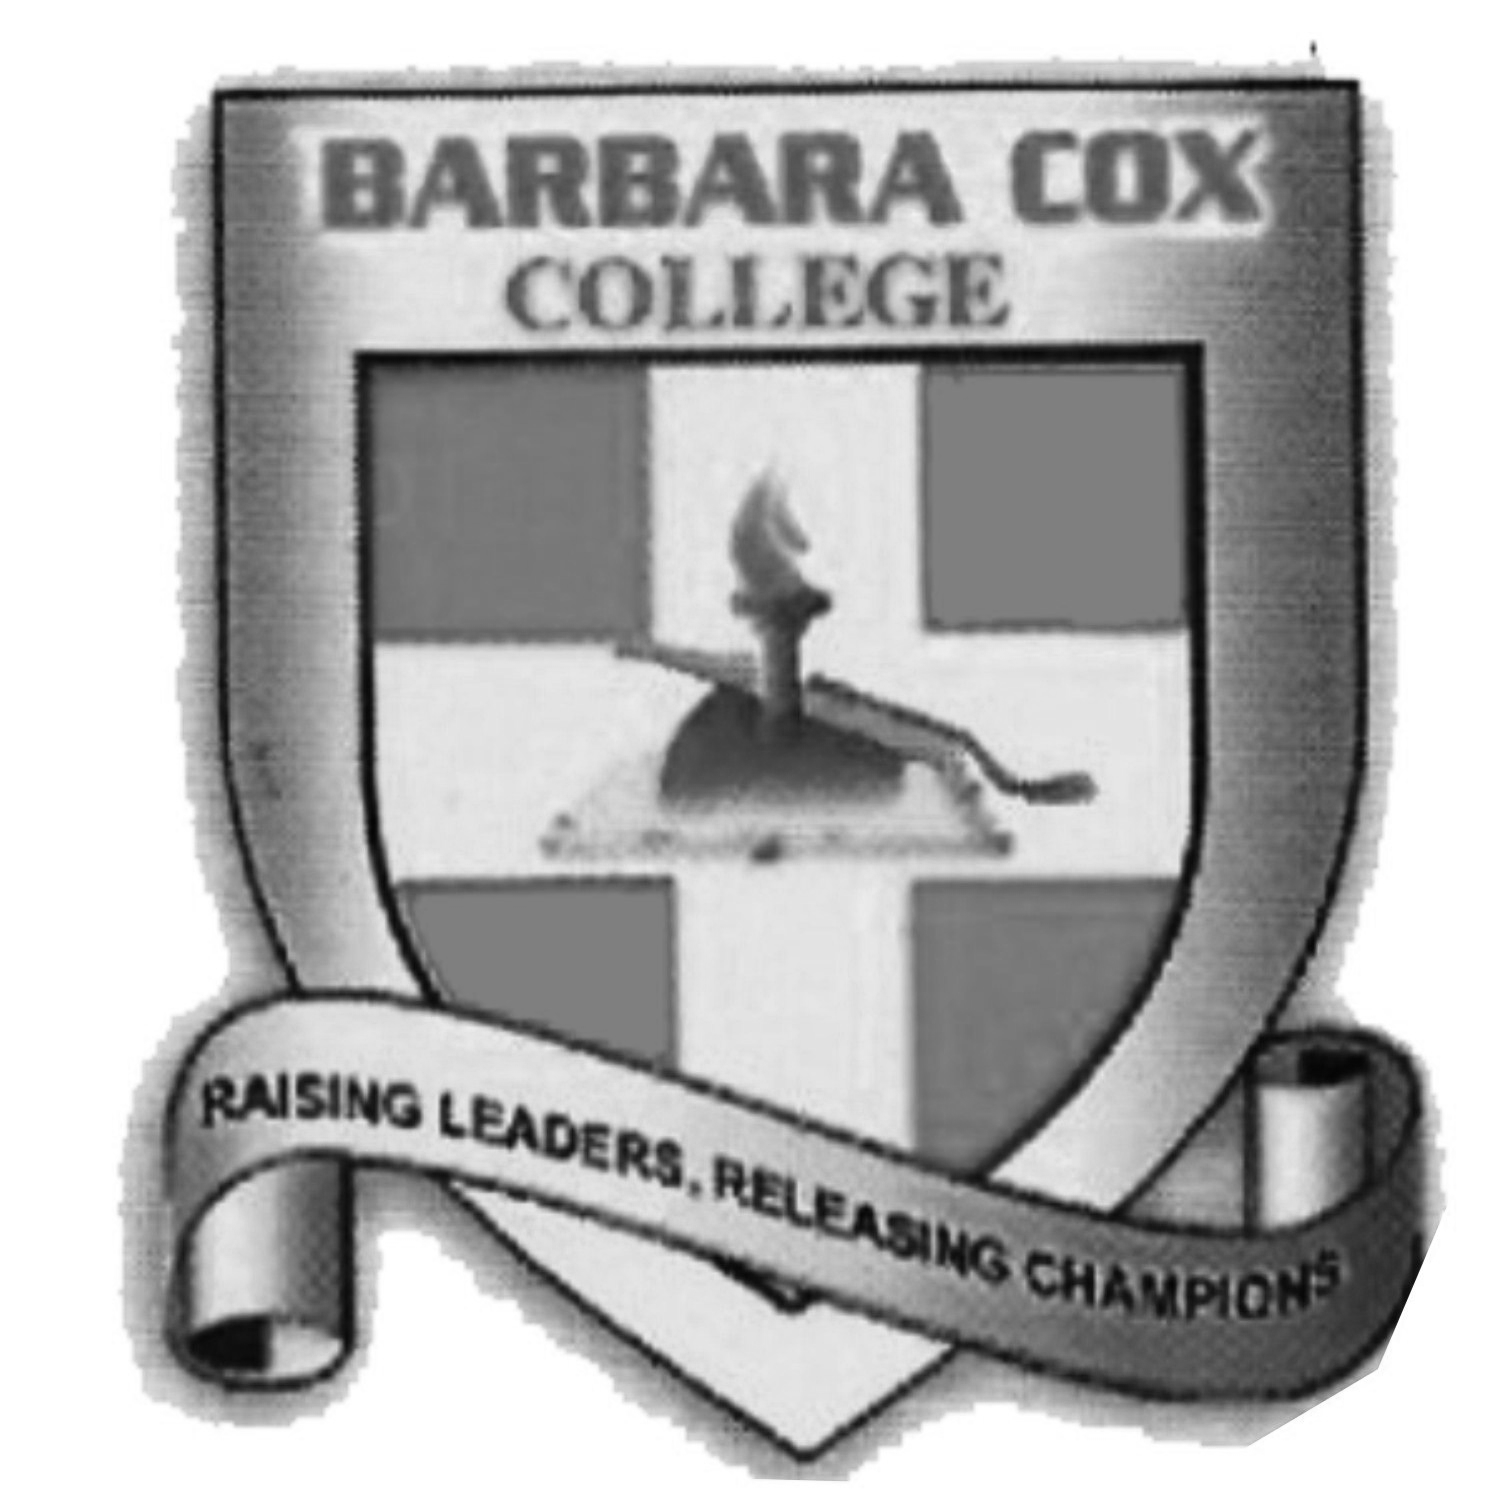 BARBARA COX
COLLEGE
RAISING LEADERS, RELEASING CHAMPIONS